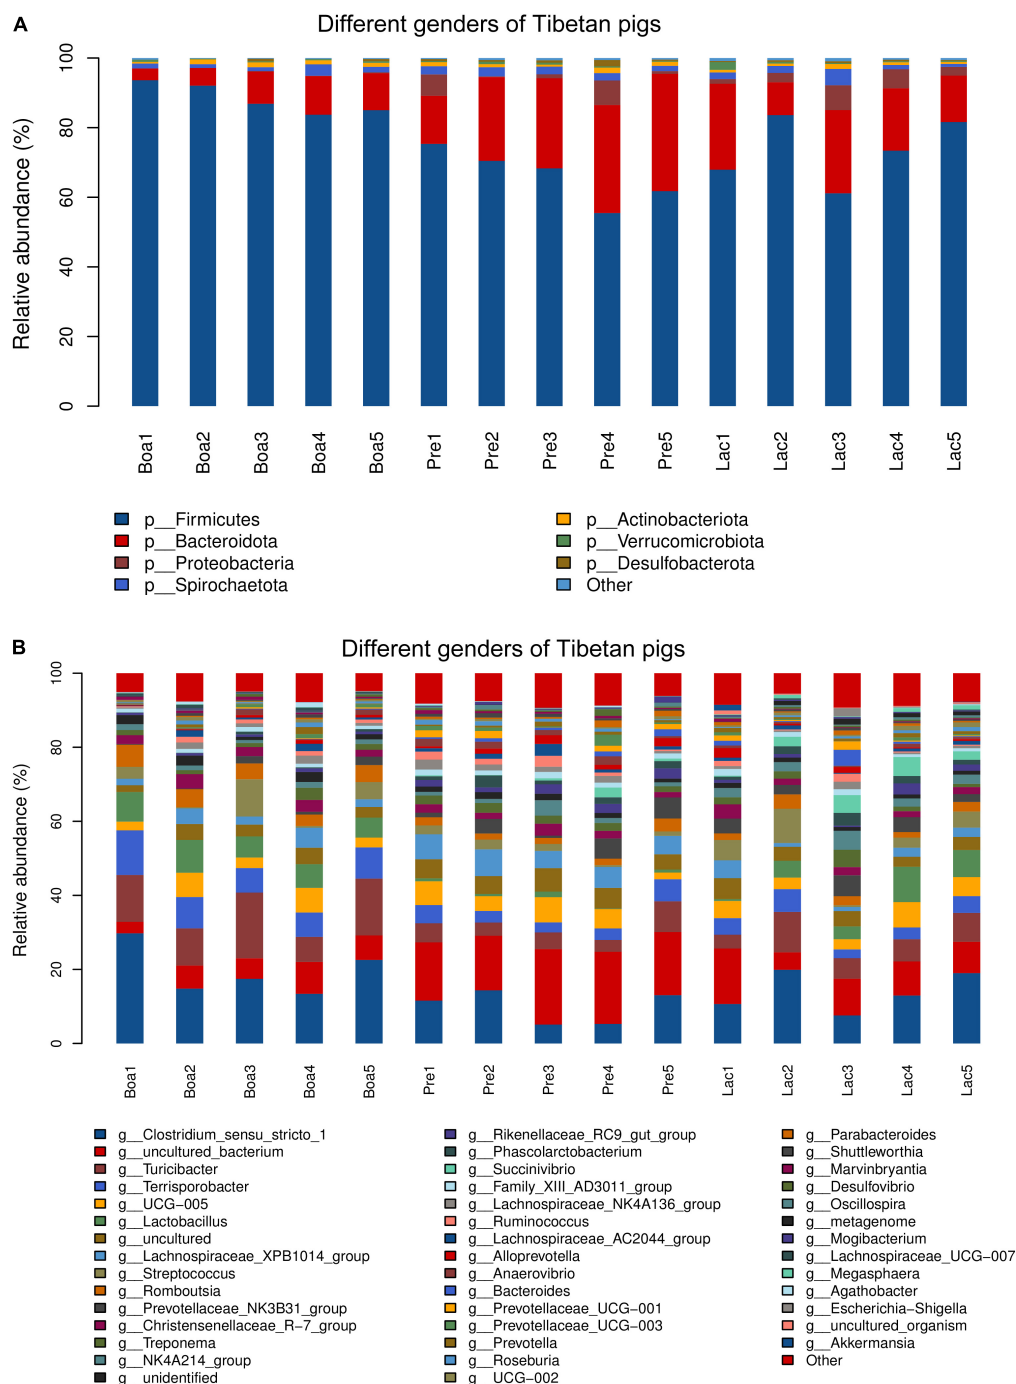 A
Different genders of Tibetan pigs
Relative abundance (%)
100
80
60
40
20
0
Boa1 Boa2 Boa3 Boa4 Boa5 Pre1 Pre2 Pre3 Pre4 Pre5 Lac1 Lac2 Lac3 Lac4 Lac5
p__Firmicutes
p__Bacteroidota
p__Proteobacteria
p__Spirochaetota
p__Actinobacteriota
p__Verrucomicrobiota
p__Desulfobacterota
Other
B
Different genders of Tibetan pigs
Relative abundance (%)
100
80
60
40
20
0
Boa1 Boa2 Boa3 Boa4 Boa5 Pre1 Pre2 Pre3 Pre4 Pre5 Lac1 Lac2 Lac3 Lac4 Lac5
g__Clostridium_sensu_stricto_1
g__uncultured_bacterium
g__Turicibacter
g__Terrisporobacter
g__UCG-005
g__Lactobacillus
g__uncultured
g__Lachnospiraceae_XPB1014_group
g__Streptococcus
g__Romboutsia
g__Prevotellaceae_NK3B31_group
g__Christensenellaceae_R-7_group
g__Treponema
g__NK4A214_group
g__unidentified
g__Rikenellaceae_RC9_gut_group
g__Phascolarctobacterium
g__Succinivibrio
g__Family_XIII_AD3011_group
g__Lachnospiraceae_NK4A136_group
g__Ruminococcus
g__Lachnospiraceae_AC2044_group
g__Alloprevotella
g__Anaerovibrio
g__Bacteroides
g__Prevotellaceae_UCG-001
g__Prevotellaceae_UCG-003
g__Prevotella
g__Roseburia
g__UCG-002
g__Parabacteroides
g__Shuttleworthia
g__Marvinbryantia
g__Desulfovibrio
g__Oscillospira
g__metagenome
g__Mogibacterium
g__Lachnospiraceae_UCG-007
g__Megasphaera
g__Agathobacter
g__Escherichia-Shigella
g__uncultured_organism
g__Akkermansia
Other